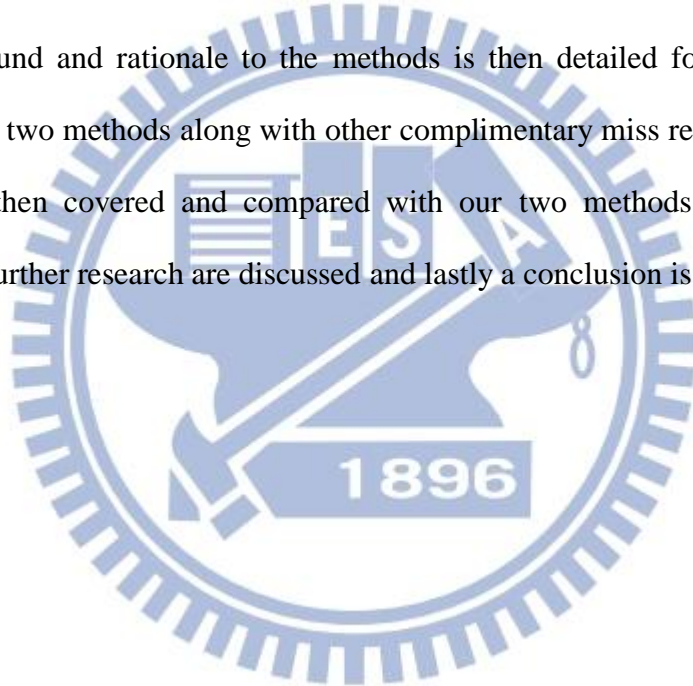 und and rationale to the methods is then detailed fo
two methods along with other complimentary miss re
then covered and compared with our two methods
urther research are discussed and lastly a conclusion is
E S A
1896